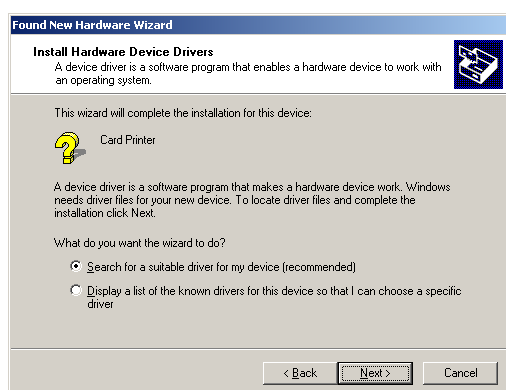 Found New Hardware Wizard
Install Hardware Device Drivers
A device driver is a software program that enables a hardware device to work with
an operating system.
This wizard will complete the installation for this device:
Card Printer
A device driver is a software program that makes a hardware device work. Windows
needs driver files for your new device. To locate driver files and complete the
installation click Next.
What do you want the wizard to do?
Search for a suitable driver for my device (recommended)
Display a list of the known drivers for this device so that I can choose a specific
driver
< Back Next > Cancel